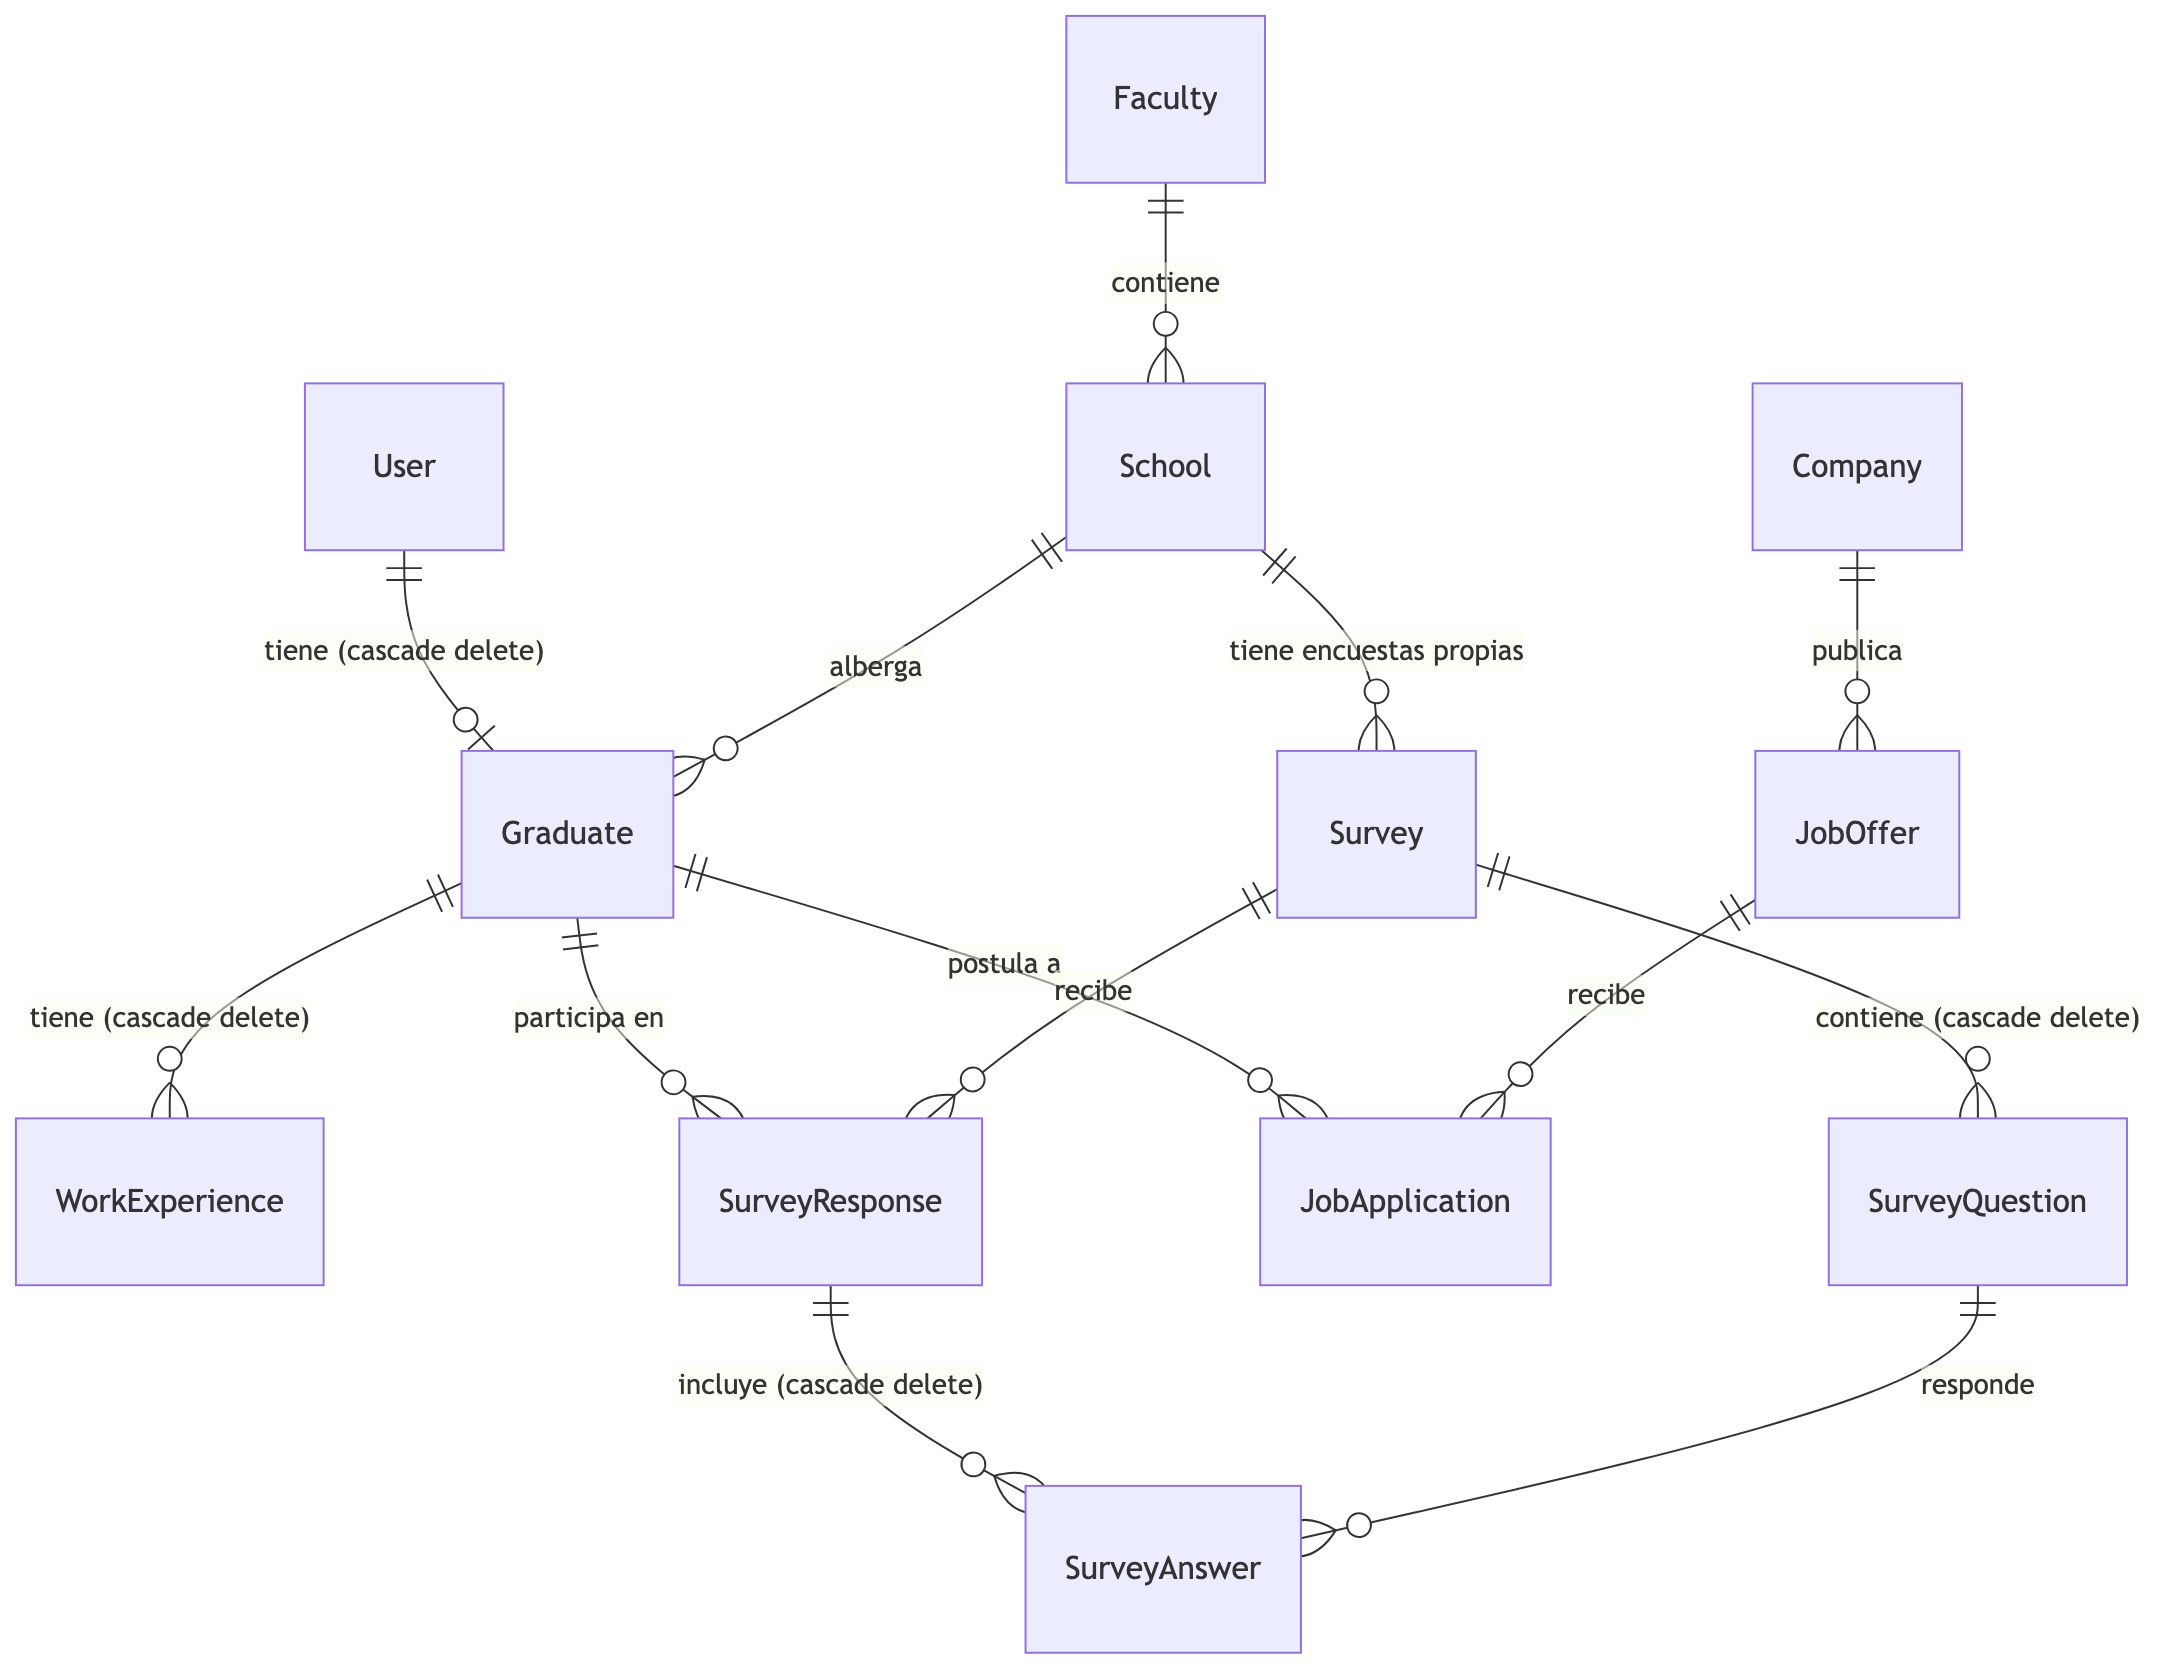 Faculty
contiene
User
School
Company
tiene (cascade delete)
alberga
tiene encuestas propias
publica
Graduate
Survey
JobOffer
postula a
recibe
recibe
tiene (cascade delete)
participa en
contiene (cascade delete)
WorkExperience
SurveyResponse
JobApplication
SurveyQuestion
incluye (cascade delete)
responde
SurveyAnswer